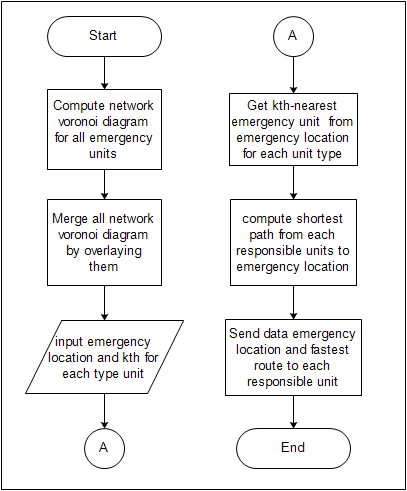 Start
Compute network
voronoi diagram
for all emergency
units
Merge all network
voronoi diagram
by overlaying
them
input emergency
location and kth for
each type unit
A
A
Get kth-nearest
emergency unit from
emergency location
for each unit type
compute shortest
path from each
responsible units to
emergency location
Send data emergency
location and fastest
route to each
responsible unit
End